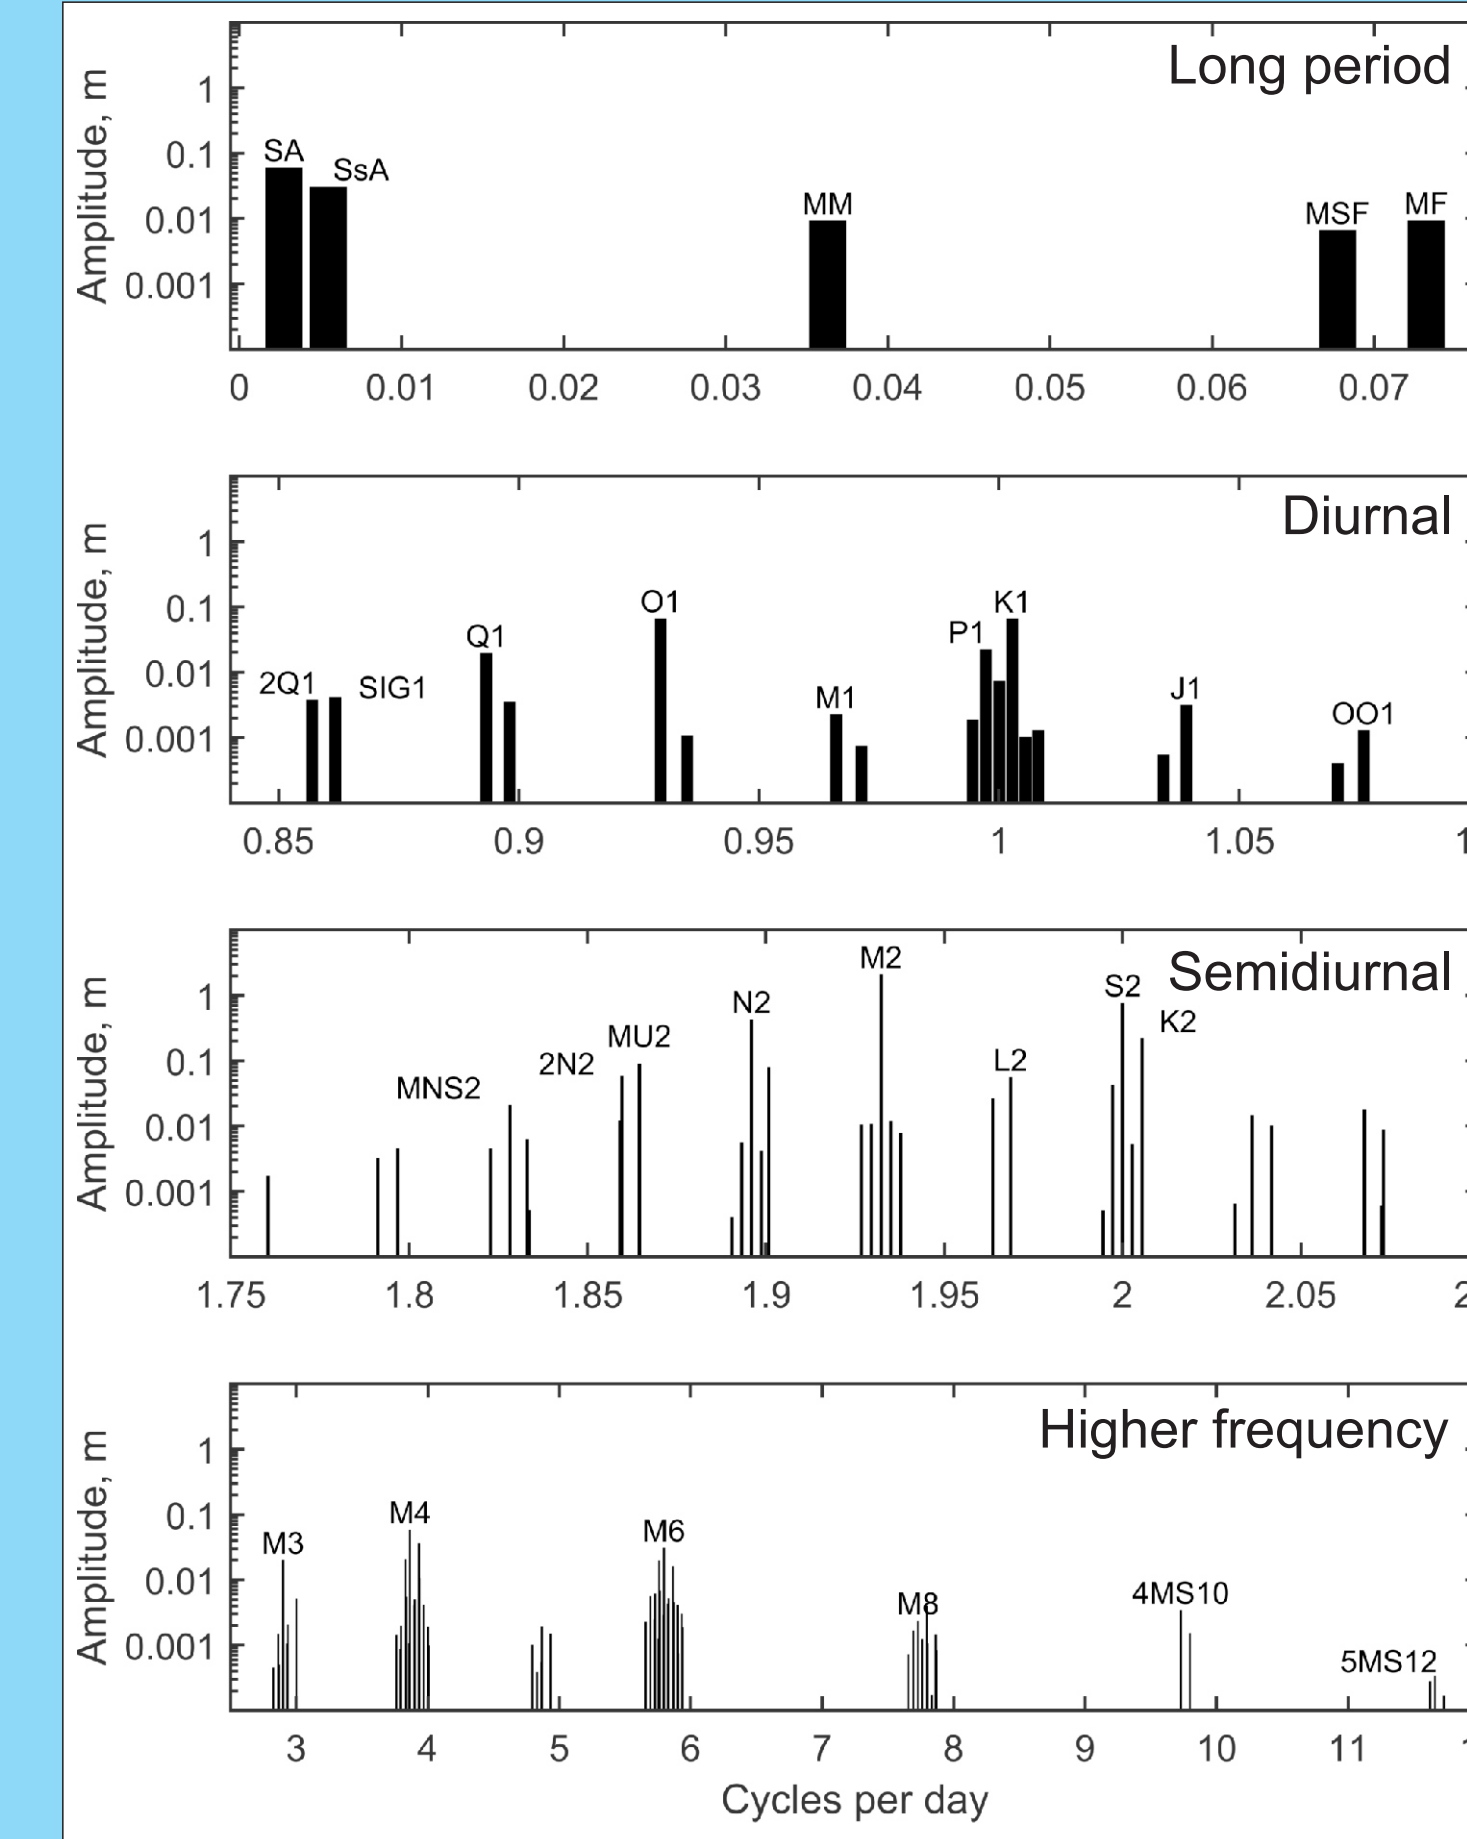 Long period
Amplitude, m
1
0.1
0.01
0.001
SA
SsA
MM
MSF
MF
0 0.01 0.02 0.03 0.04 0.05 0.06 0.07
Diurnal
Amplitude, m
1
0.1
0.01
0.001
2Q1
SIG1
Q1
O1
M1
P1
K1
J1
OO1
0.85 0.9 0.95 1 1.05 1
Semidiurnal
Amplitude, m
1
0.1
0.01
0.001
MNS2
2N2
MU2
N2
M2
L2
S2
K2
1.75 1.8 1.85 1.9 1.95 2 2.05 2
Higher frequency
Amplitude, m
1
0.1
0.01
0.001
M3
M4
M6
M8
4MS10
5MS12
3 4 5 6 7 8 9 10 11
Cycles per day